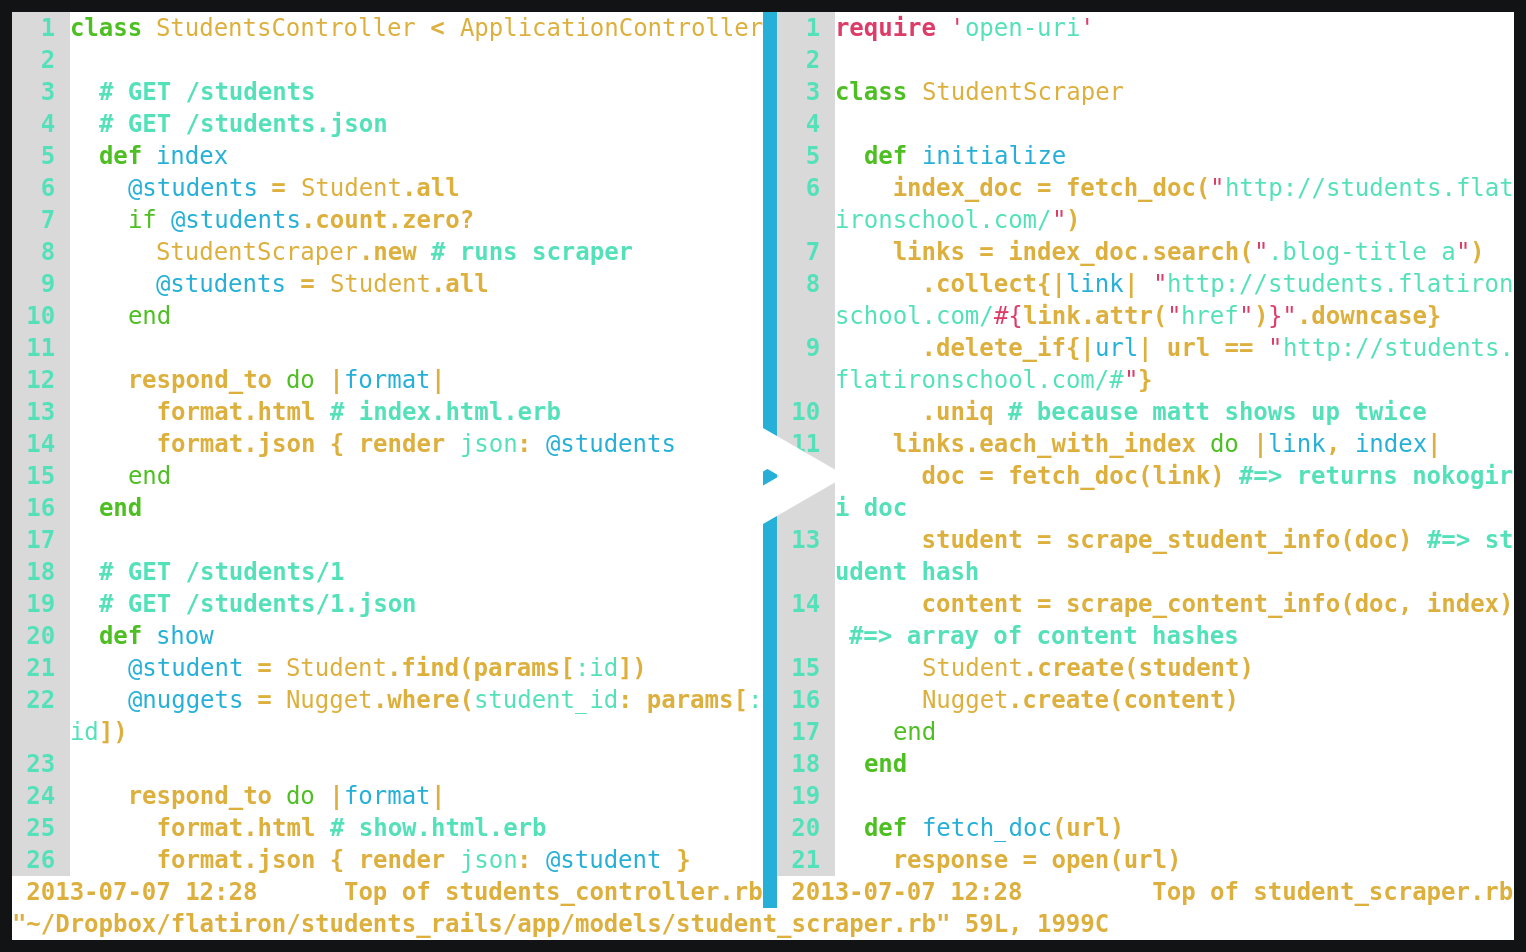 1 class StudentsController < ApplicationController
2
3   # GET /students
4   # GET /students.json
5   def index
6     @students = Student.all
7     if @students.count.zero?
8       StudentScraper.new # runs scraper
9       @students = Student.all
10     end
11
12     respond_to do |format|
13       format.html # index.html.erb
14       format.json { render json: @students
15     end
16   end
17
18   # GET /students/1
19   # GET /students/1.json
20   def show
21     @student = Student.find(params[:id])
22     @nuggets = Nugget.where(student_id: params[:
id])
23
24     respond_to do |format|
25       format.html # show.html.erb
26       format.json { render json: @student }
2013-07-07 12:28 Top of students_controller.rb
1 require 'open-uri'
2
3 class StudentScraper
4
5   def initialize
6     index_doc = fetch_doc("http://students.flat
ironschool.com/")
7     links = index_doc.search(".blog-title a")
8       .collect{|link| "http://students.flatiron
school.com/#{link.attr("href")}".downcase}
9       .delete_if{|url| url == "http://students.
flatironschool.com/#"}
10       .uniq # because matt shows up twice
11     links.each_with_index do |link, index|
      doc = fetch_doc(link) #=> returns nokogir
i doc
13       student = scrape_student_info(doc) #=> st
udent hash
14       content = scrape_content_info(doc, index)
 #=> array of content hashes
15       Student.create(student)
16       Nugget.create(content)
17     end
18   end
19
20   def fetch_doc(url)
21     response = open(url)
2013-07-07 12:28 Top of student_scraper.rb
"~/Dropbox/flatiron/students_rails/app/models/student_scraper.rb" 59L, 1999C